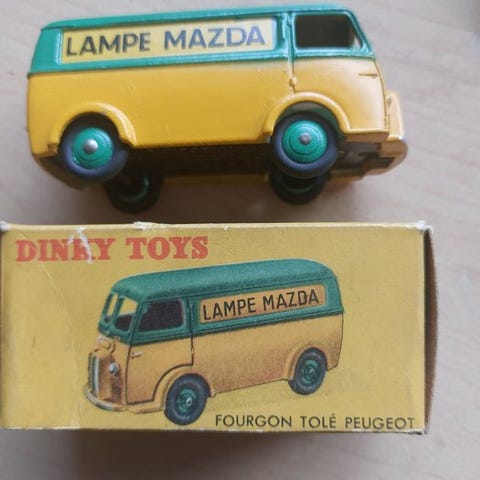 LAMPE MAZDA
DINKY TOYS
LAMPE MAZDA
FOURGON TOLÉ PEUGEOT